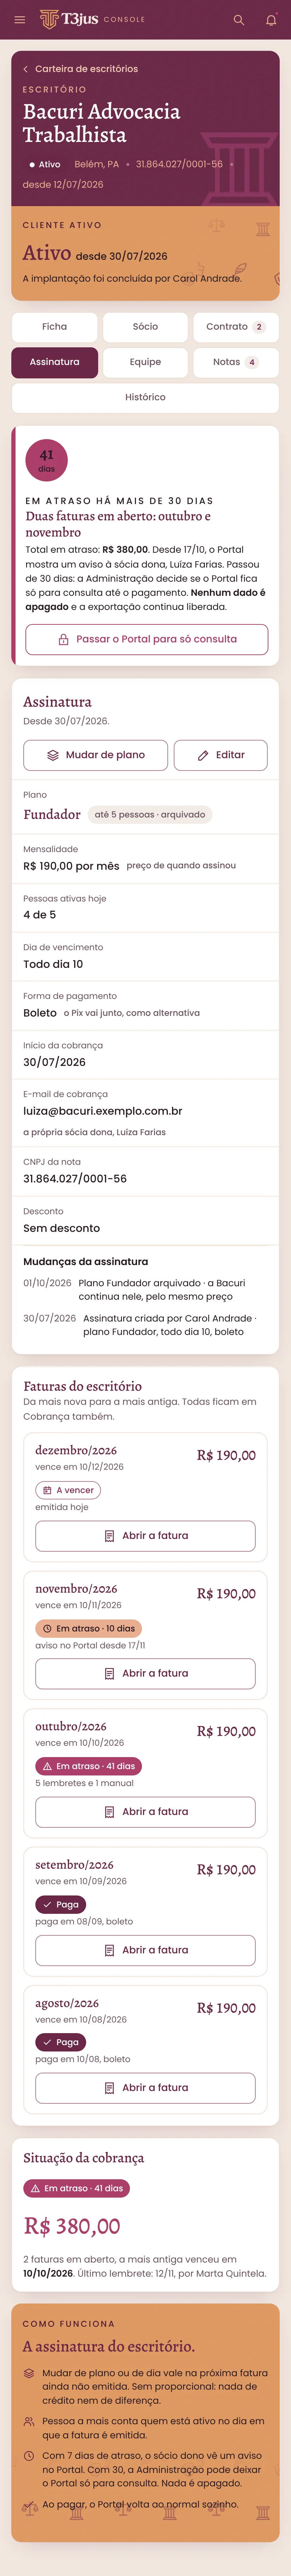 T3jus CONSOLE
Carteira de escritórios
ESCRITÓRIO
Bacuri Advocacia
Trabalhista
Ativo Belém, PA • 31.864.027/0001-56 •
desde 12/07/2026
CLIENTE ATIVO
Ativo desde 30/07/2026
A implantação foi concluída por Carol Andrade.
Ficha
Sócio
Contrato 2
Assinatura
Equipe
Notas 4
Histórico
41
dias
EM ATRASO HÁ MAIS DE 30 DIAS
Duas faturas em aberto: outubro e
novembro
Total em atraso: R$ 380,00. Desde 17/10, o Portal
mostra um aviso à sócia dona, Luíza Farias. Passou
de 30 dias: a Administração decide se o Portal fica
só para consulta até o pagamento. Nenhum dado é
apagado e a exportação continua liberada.
Passar o Portal para só consulta
Assinatura
Desde 30/07/2026.
Mudar de plano
Editar
Plano
Fundador até 5 pessoas · arquivado
Mensalidade
R$ 190,00 por mês preço de quando assinou
Pessoas ativas hoje
4 de 5
Dia de vencimento
Todo dia 10
Forma de pagamento
Boleto o Pix vai junto, como alternativa
Início da cobrança
30/07/2026
E-mail de cobrança
luiza@bacuri.exemplo.com.br
a própria sócia dona, Luíza Farias
CNPJ da nota
31.864.027/0001-56
Desconto
Sem desconto
Mudanças da assinatura
01/10/2026 Plano Fundador arquivado · a Bacuri
continua nele, pelo mesmo preço
30/07/2026 Assinatura criada por Carol Andrade ·
plano Fundador, todo dia 10, boleto
Faturas do escritório
Da mais nova para a mais antiga. Todas ficam em
Cobrança também.
dezembro/2026 R$ 190,00
vence em 10/12/2026
A vencer
emitida hoje
Abrir a fatura
novembro/2026 R$ 190,00
vence em 10/11/2026
Em atraso · 10 dias
aviso no Portal desde 17/11
Abrir a fatura
outubro/2026 R$ 190,00
vence em 10/10/2026
Em atraso · 41 dias
5 lembretes e 1 manual
Abrir a fatura
setembro/2026 R$ 190,00
vence em 10/09/2026
Paga
paga em 08/09, boleto
Abrir a fatura
agosto/2026 R$ 190,00
vence em 10/08/2026
Paga
paga em 10/08, boleto
Abrir a fatura
Situação da cobrança
Em atraso · 41 dias
R$ 380,00
2 faturas em aberto, a mais antiga venceu em
10/10/2026. Último lembrete: 12/11, por Marta Quintela.
COMO FUNCIONA
A assinatura do escritório.
Mudar de plano ou de dia vale na próxima fatura
ainda não emitida. Sem proporcional: nada de
crédito nem de diferença.
Pessoa a mais conta quem está ativo no dia em
que a fatura é emitida.
Com 7 dias de atraso, o sócio dono vê um aviso
no Portal. Com 30, a Administração pode deixar
o Portal só para consulta. Nada é apagado.
Ao pagar, o Portal volta ao normal sozinho.